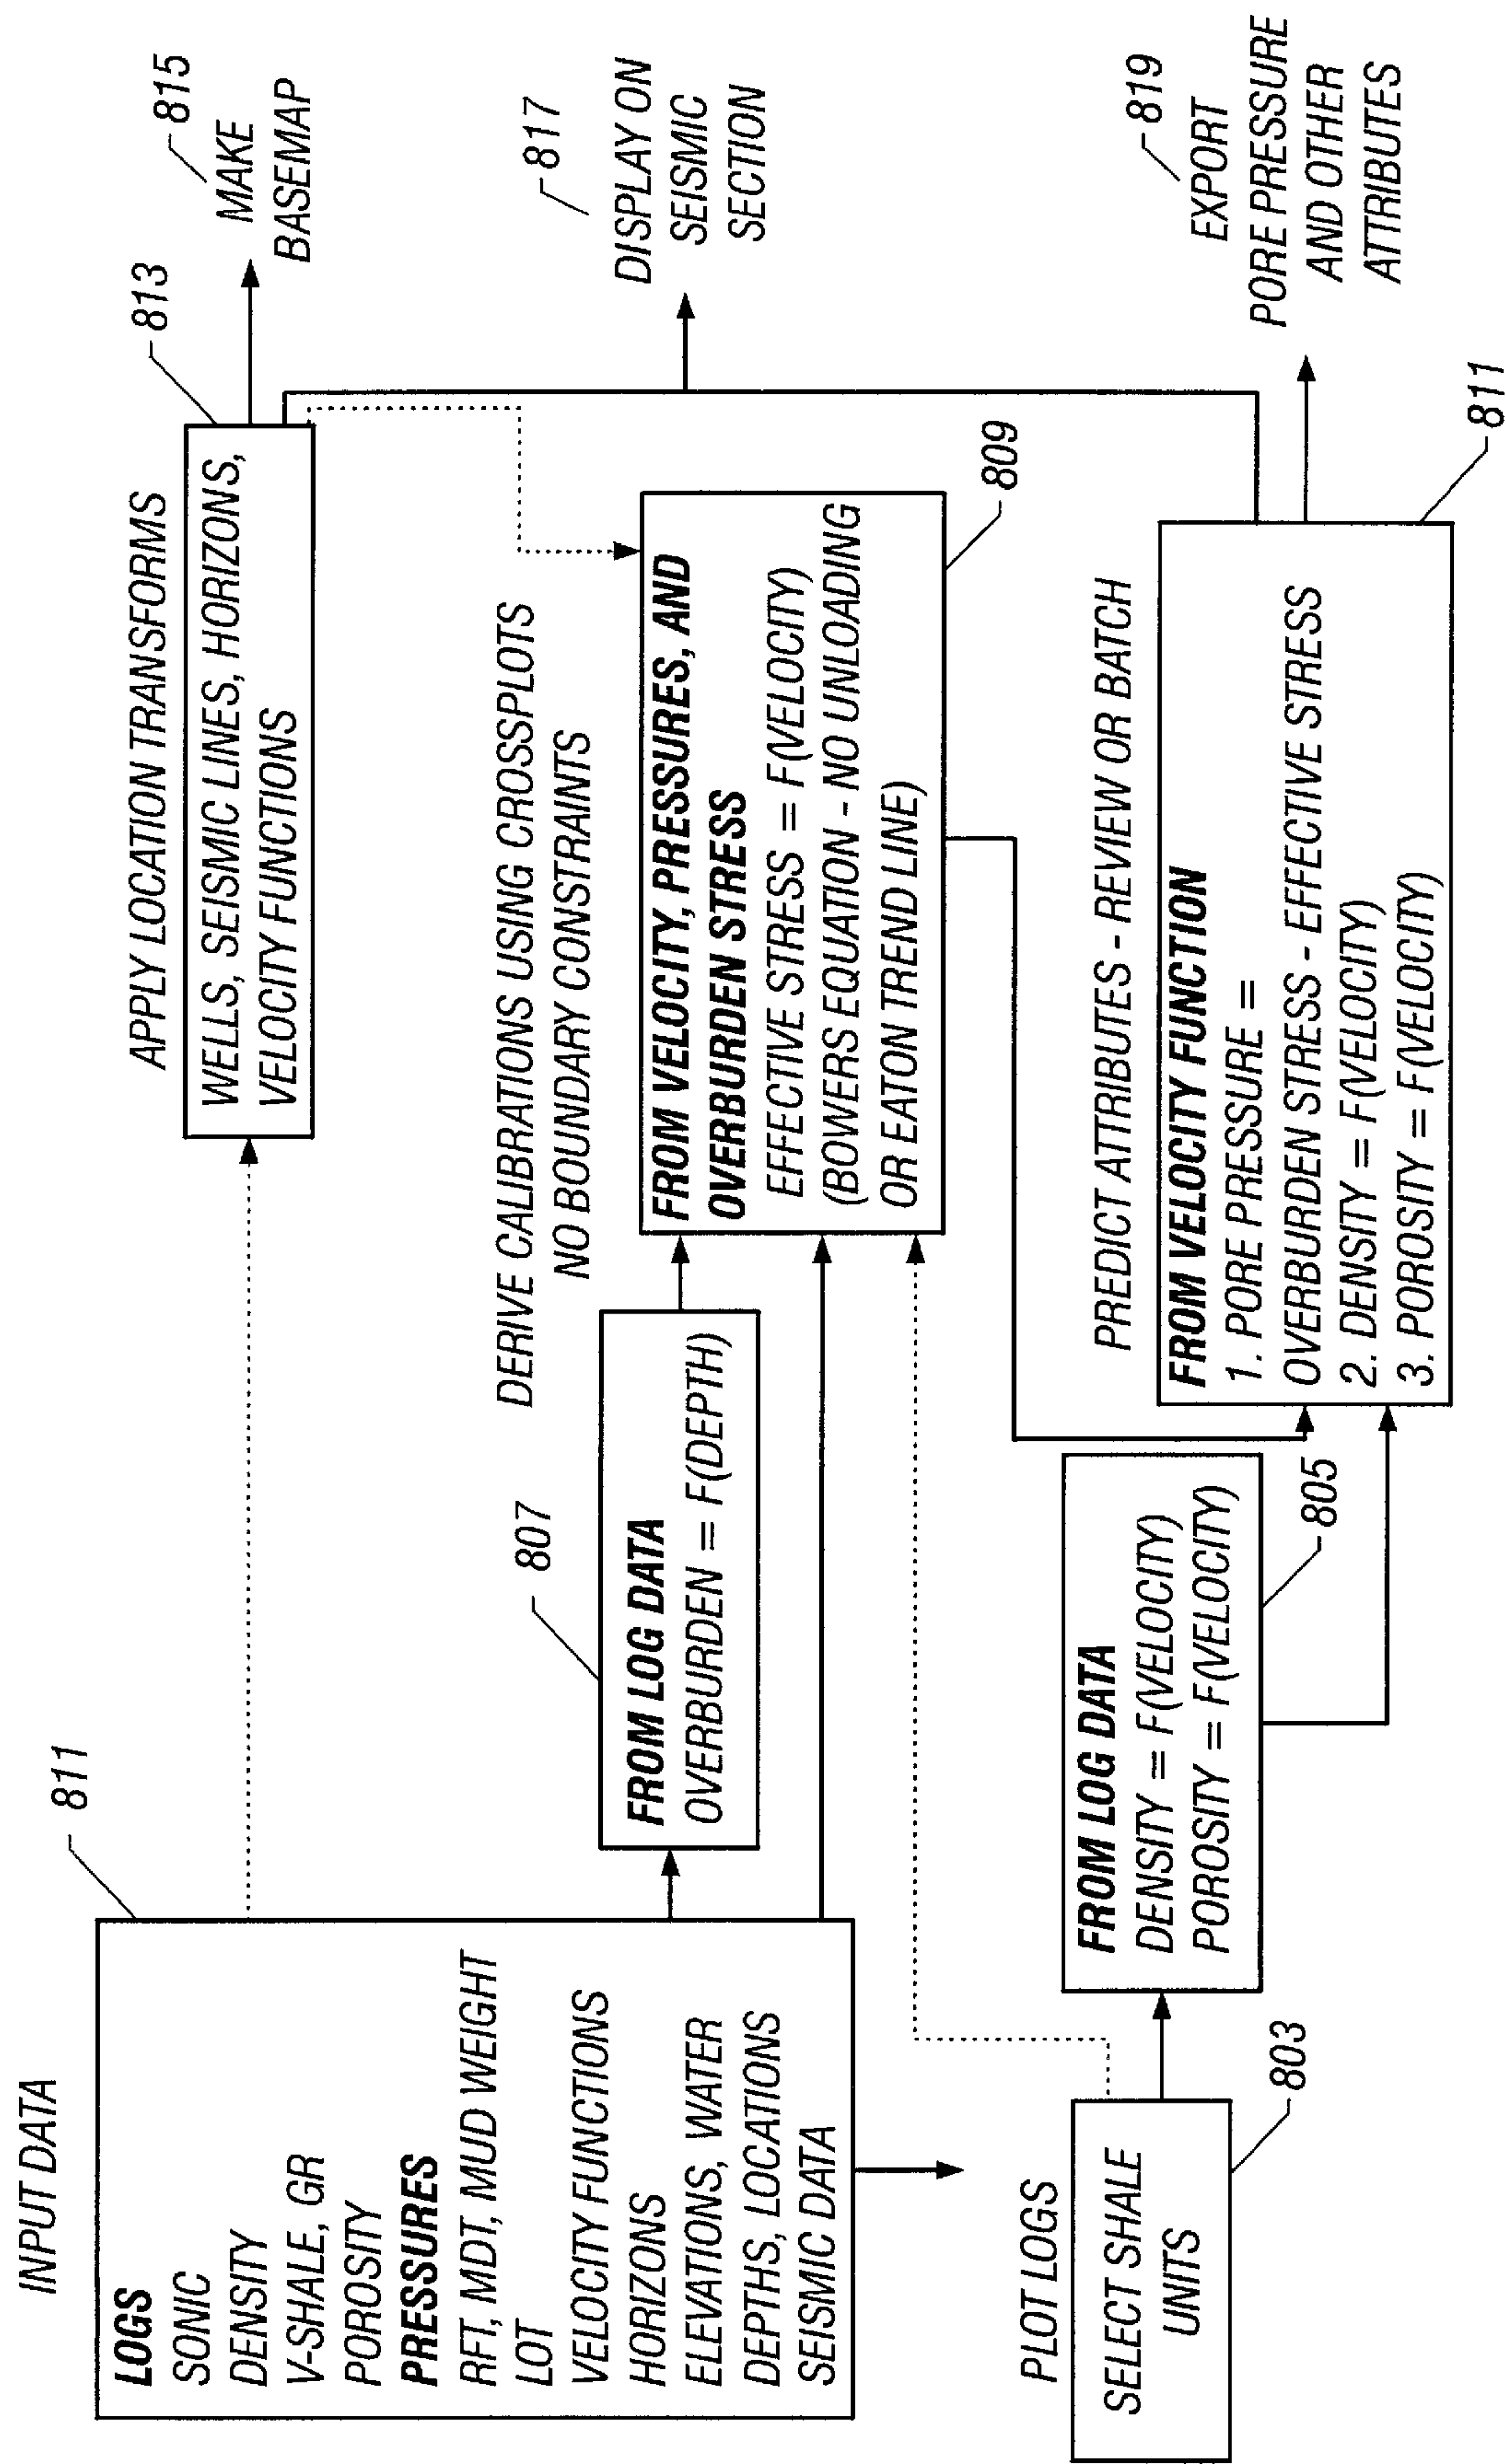 INPUT DATA
811
LOGS
SONIC
DENSITY
V-SHALE, GR
POROSITY
PRESSURES
RFT, MDT, MUD WEIGHT
LOT
VELOCITY FUNCTIONS
HORIZONS
ELEVATIONS, WATER
DEPTHS, LOCATIONS
SEISMIC DATA
PLOT LOGS
SELECT SHALE
UNITS
803
807
FROM LOG DATA
OVERBURDEN = F(DEPTH)
FROM LOG DATA
DENSITY = F(VELOCITY)
POROSITY = F(VELOCITY)
805
APPLY LOCATION TRANSFORMS
813
WELLS, SEISMIC LINES, HORIZONS,
VELOCITY FUNCTIONS
DERIVE CALIBRATIONS USING CROSSPLOTS
NO BOUNDARY CONSTRAINTS
FROM VELOCITY, PRESSURES, AND
OVERBURDEN STRESS
EFFECTIVE STRESS = F(VELOCITY)
(BOWERS EQUATION - NO UNLOADING
OR EATON TREND LINE)
809
PREDICT ATTRIBUTES - REVIEW OR BATCH
FROM VELOCITY FUNCTION
1. PORE PRESSURE =
OVERBURDEN STRESS - EFFECTIVE STRESS
2. DENSITY = F(VELOCITY)
3. POROSITY = F(VELOCITY)
811
815
MAKE
BASEMAP
817
DISPLAY ON
SEISMIC
SECTION
819
EXPORT
PORE PRESSURE
AND OTHER
ATTRIBUTES